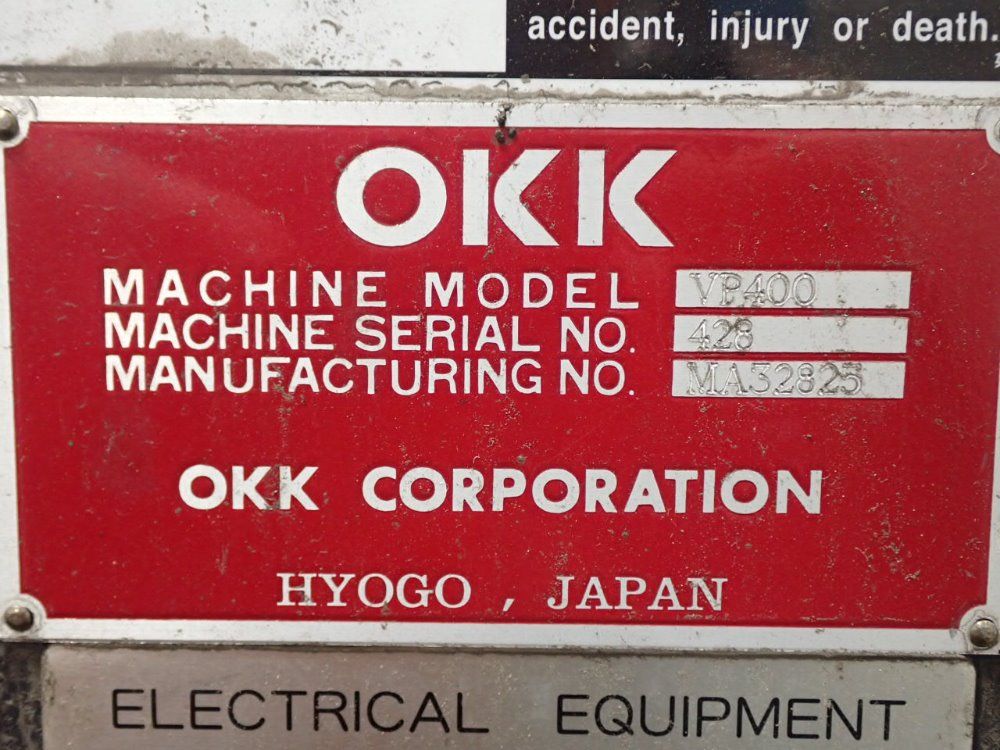 accident, injury or death.
OKK
MACHINE MODEL VP400
MACHINE SERIAL NO. 428
MANUFACTURING NO. MA32825
OKK CORPORATION
HYOGO , JAPAN
ELECTRICAL EQUIPMENT